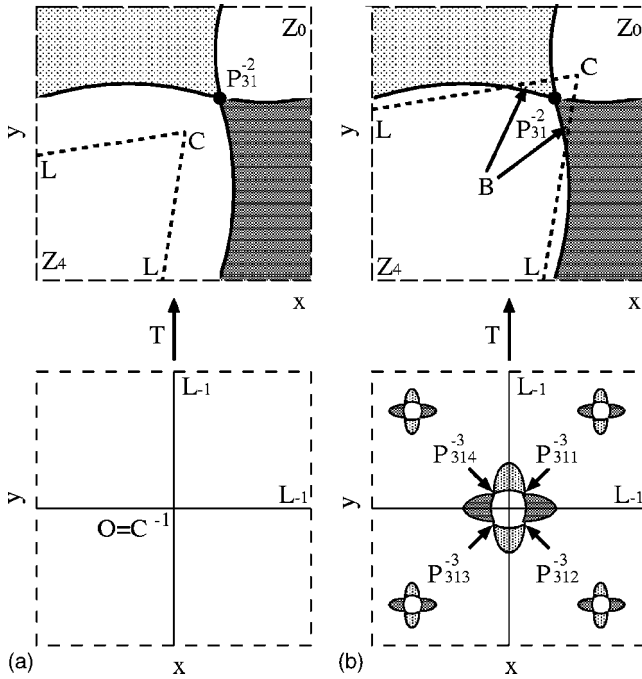 Z0
P31^-2
C
L
y
L
Z4
x
T
L-1
L-1
y
O=C^-1
(a)
x
Z0
C
P31^-2
L
y
B
L
Z4
x
T
L-1
P314^-3
P311^-3
L-1
y
P313^-3
P312^-3
(b)
x